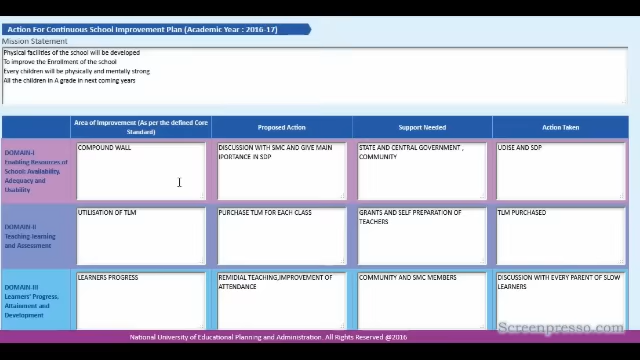 Action For Continuous School Improvement Plan (Academic Year : 2016-17)
Mission Statement
Physical facilities of the school will be developed
To improve the Enrollment of the school
Every children will be physically and mentally strong
All the children in A grade in next coming years
Area of Improvement (As per the defined Core
Standard)
Proposed Action
Support Needed
Action Taken
DOMAIN-I
Enabling Resources of
School: Availability,
Adequacy and
Usability
COMPOUND WALL
DISCUSSION WITH SMC AND GIVE MAIN
IPORTANCE IN SDP
STATE AND CENTRAL GOVERNMENT ,
COMMUNITY
UDISE AND SDP
DOMAIN-II
Teaching-learning
and Assessment
UTILISATION OF TLM
PURCHASE TLM FOR EACH CLASS
GRANTS AND SELF PREPARATION OF
TEACHERS
TLM PURCHASED
DOMAIN-III
Learners' Progress,
Attainment and
Development
LEARNERS PROGRESS
REMIDIAL TEACHING,IMPROVEMENT OF
ATTENDANCE
COMMUNITY AND SMC MEMBERS
DISCUSSION WITH EVERY PARENT OF SLOW
LEARNERS
Screenpresso.com
National University of Educational Planning and Administration. All Rights Reserved @2016